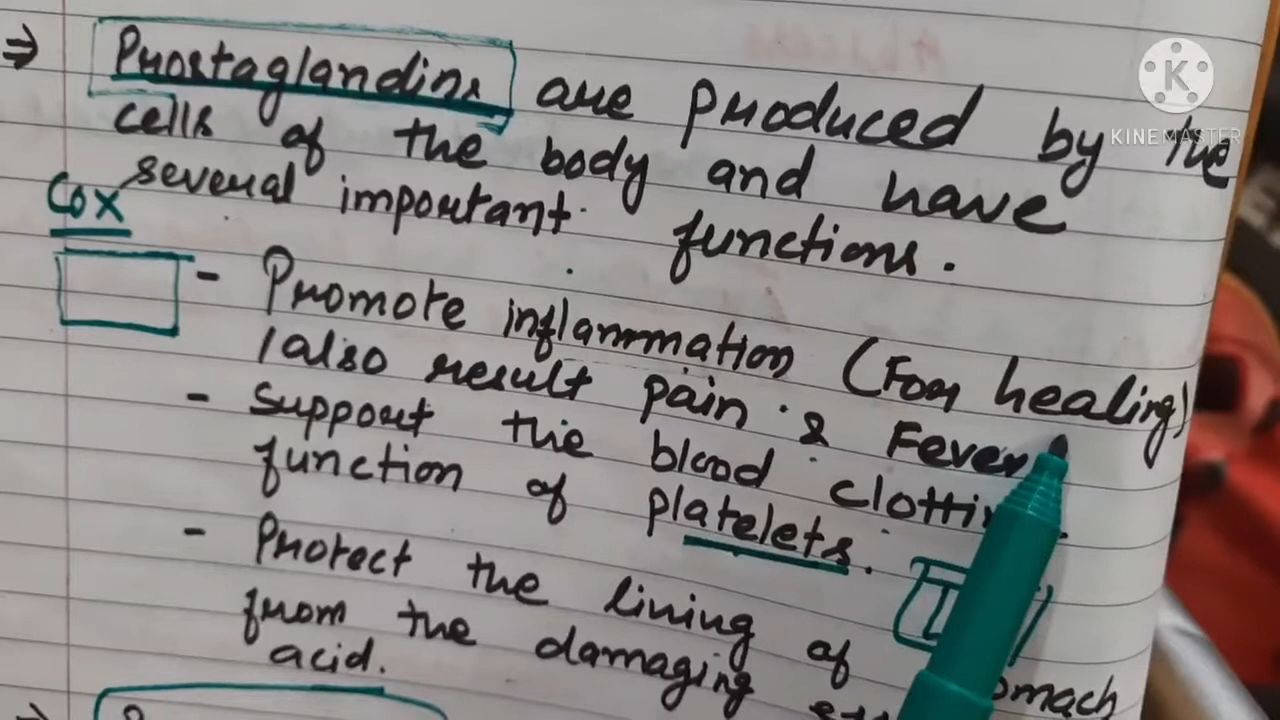 ⇒ Prostaglandins are produced by the
cells of the body and have
several important functions.
Cox
- Promote inflammation (For healing)
/also result pain & Fever
- Support the blood
function of platelets.
- Protect the lining of
from the damaging
acid.
K
KINEMASTER